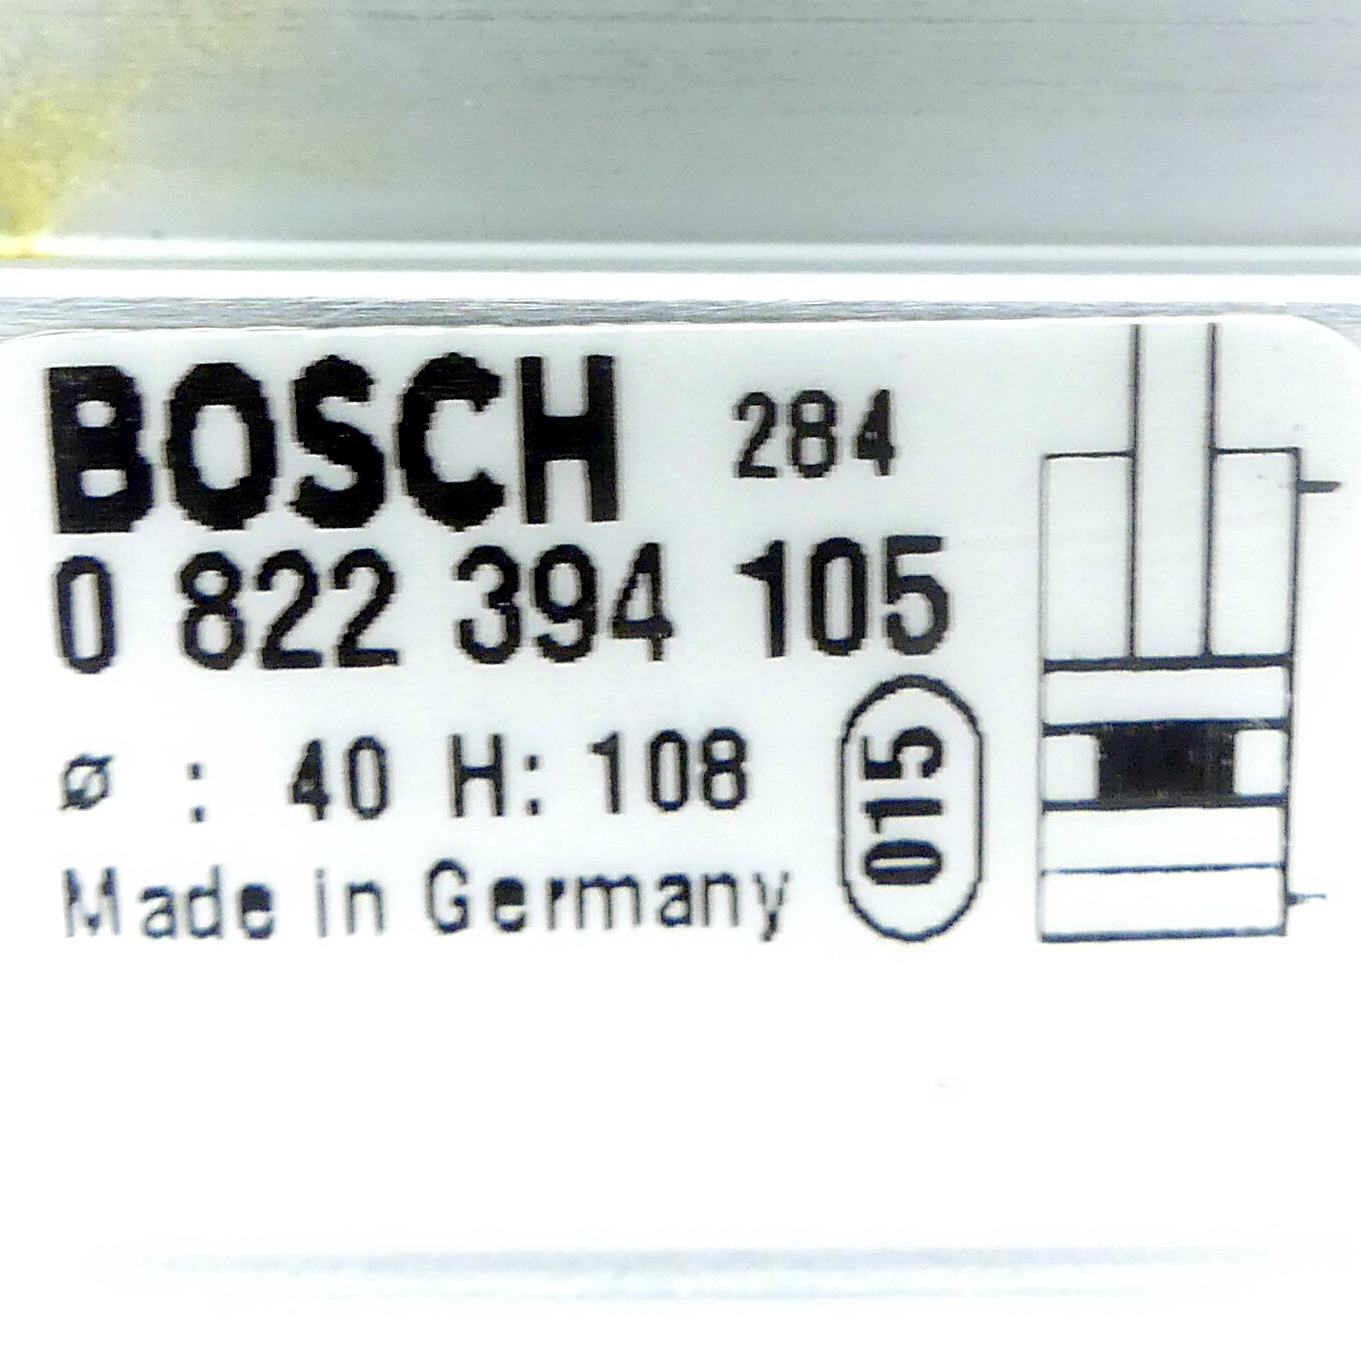 BOSCH 284
0 822 394 105
ø : 40 H: 108
015
Made in Germany